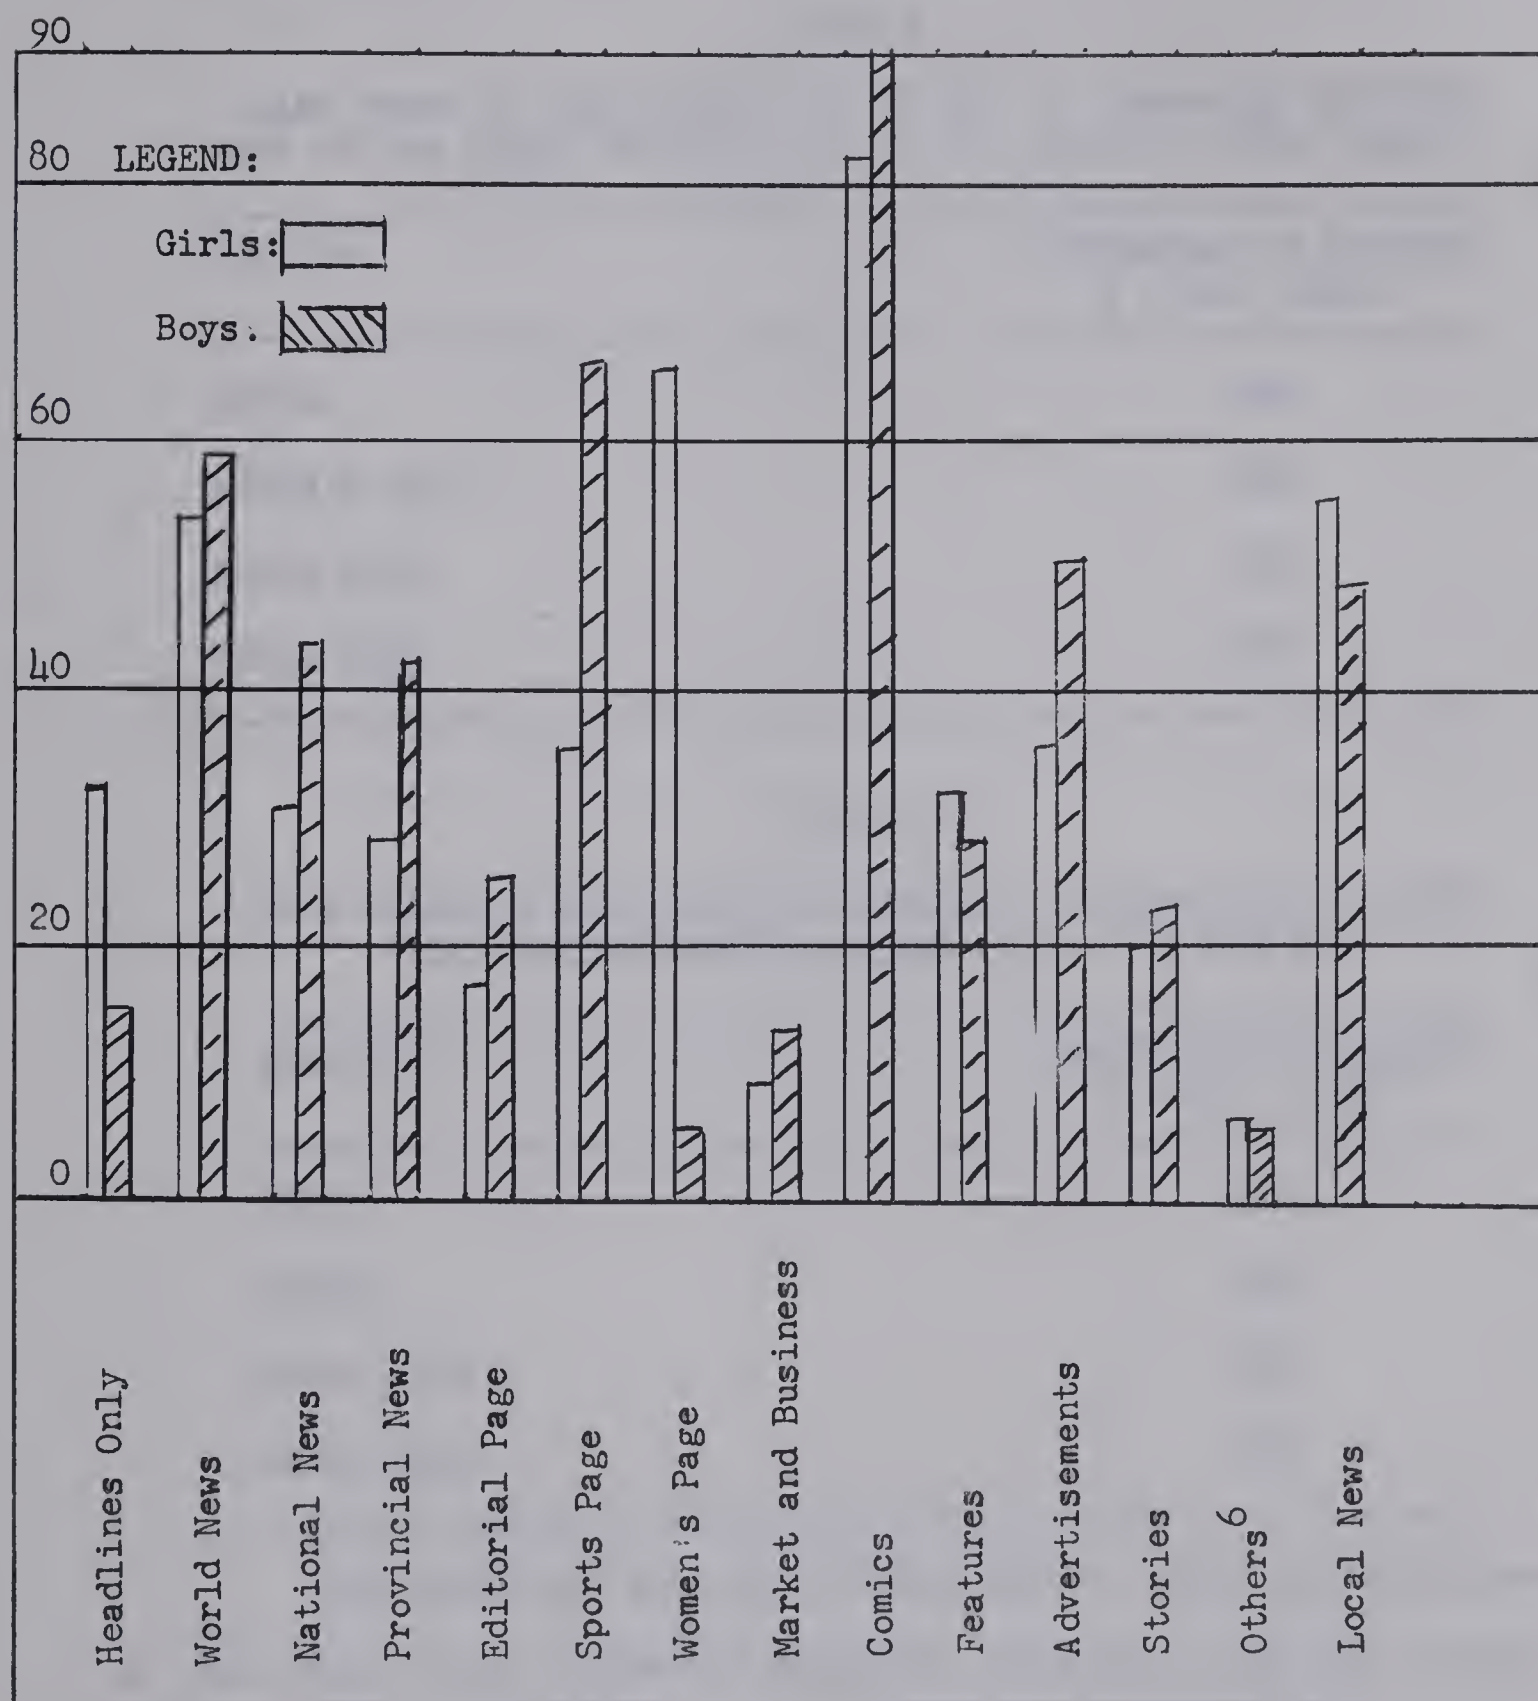 90
80 LEGEND:
Girls:
Boys:
60
40
20
0
Headlines Only
World News
National News
Provincial News
Editorial Page
Sports Page
Women's Page
Market and Business
Comics
Features
Advertisements
Stories
Others6
Local News